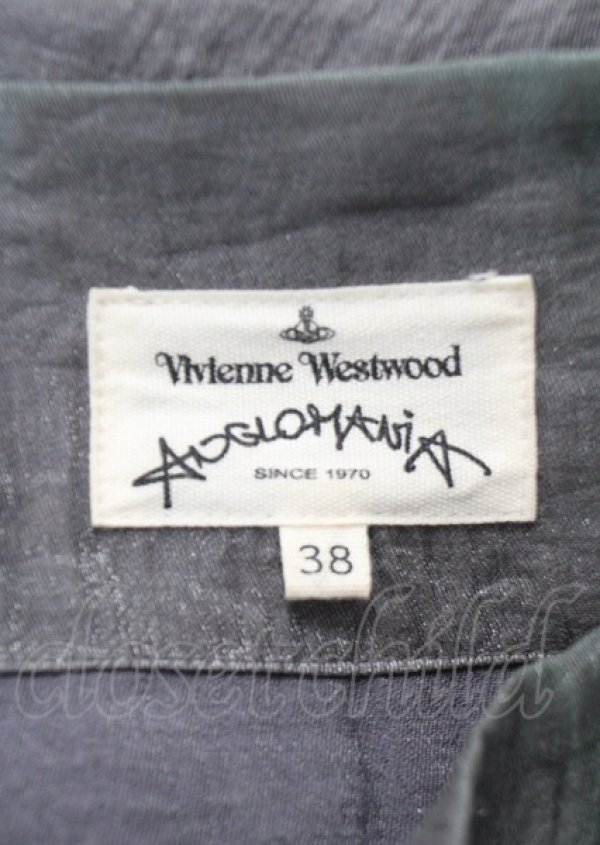 Vivienne Westwood
ANGLOMANIA
SINCE 1970
38
closetchild